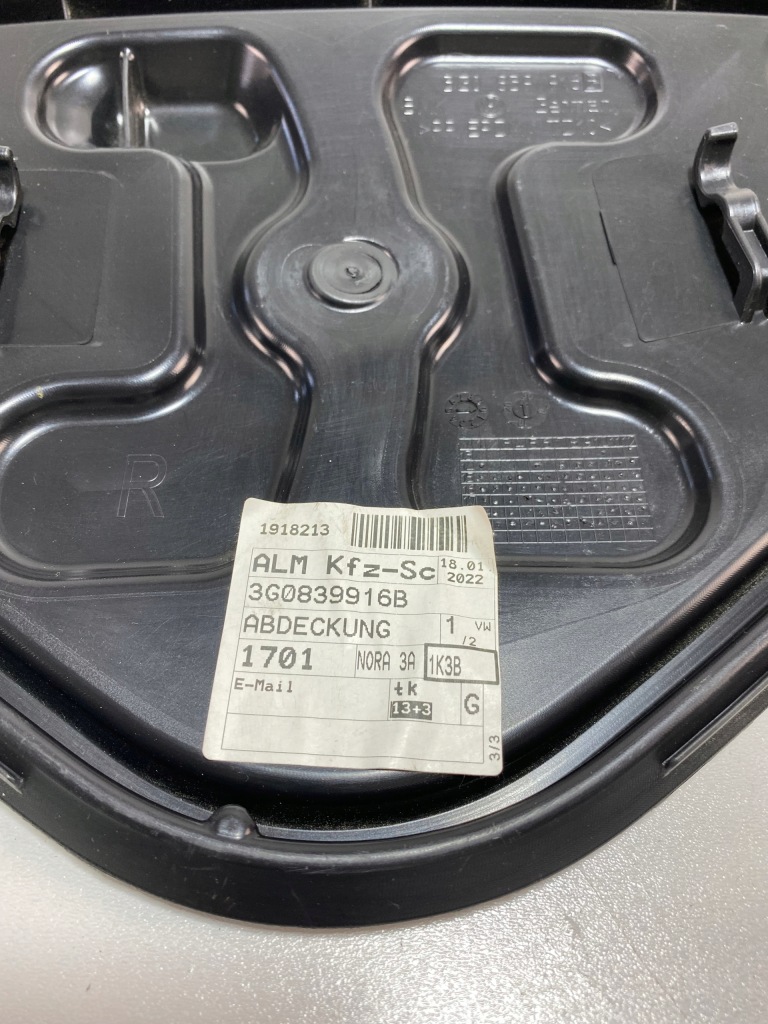 R
1918213
ALM Kfz-Sc
18.01
2022
3G0839916B
ABDECKUNG 1 VW
/2
1701 NORA 3A 1K3B
E-Mail tk
13+3 G
3/3